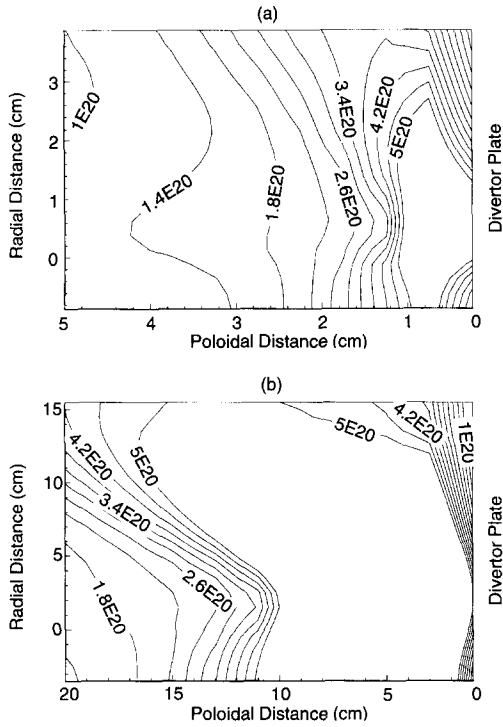 (a)
Radial Distance (cm)
3
2
1
0
1E20
1.4E20
1.8E20
2.6E20
3.4E20
4.2E20
5E20
Divertor Plate
5 4 3 2 1 0
Poloidal Distance (cm)
(b)
Radial Distance (cm)
15
10
5
0
4.2E20
5E20
3.4E20
2.6E20
1.8E20
5E20
4.2E20
1E20
Divertor Plate
20 15 10 5 0
Poloidal Distance (cm)